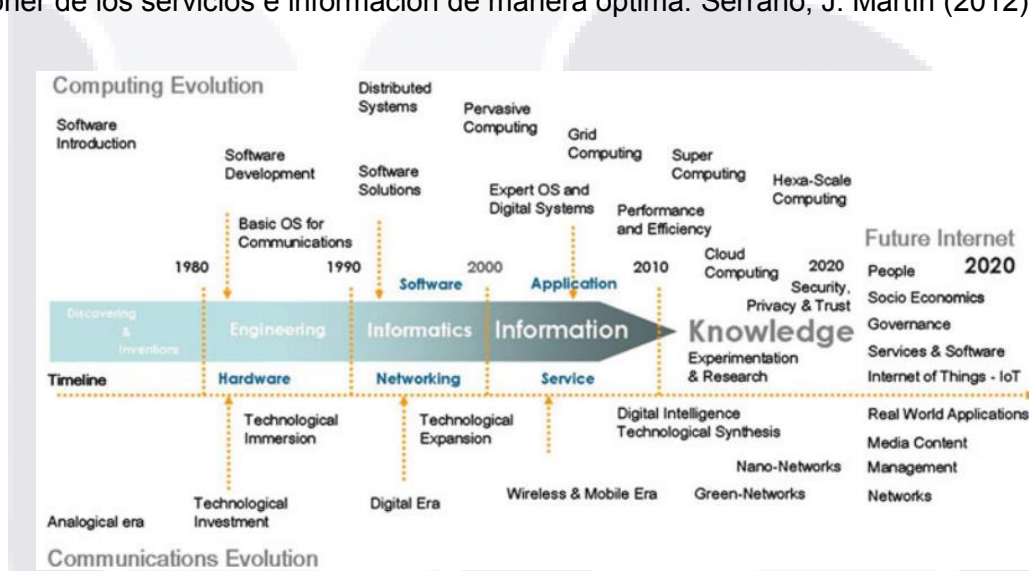 oner de los servicios e información de manera óptima. Serrano, J. Martin (2012)
Computing Evolution
Software
Introduction
Software
Development
Basic OS for
Communications
Distributed
Systems
Software
Solutions
Pervasive
Computing
Expert OS and
Digital Systems
Grid
Computing
Performance
and Efficiency
Super
Computing
Cloud
Computing
Hexa-Scale
Computing
Security,
Privacy & Trust
1980
1990
2000
2010
2020
Software
Application
Discovering
&
Inventions
Engineering
Informatics
Information
Knowledge
Experimentation
& Research
Timeline
Hardware
Networking
Service
Future Internet
2020
People
Socio Economics
Governance
Services & Software
Internet of Things - IoT
Real World Applications
Media Content
Management
Networks
Technological
Immersion
Technological
Expansion
Digital Intelligence
Technological Synthesis
Nano-Networks
Green-Networks
Wireless & Mobile Era
Digital Era
Technological
Investment
Analogical era
Communications Evolution